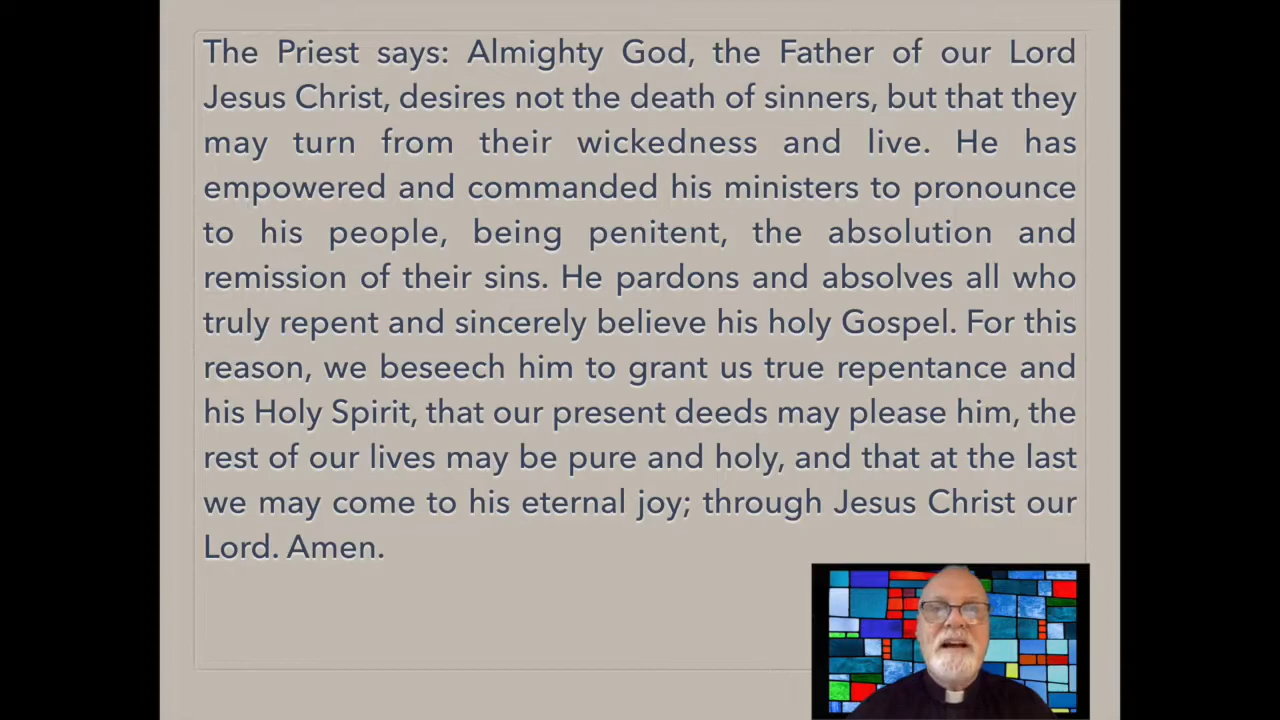 The Priest says: Almighty God, the Father of our Lord
Jesus Christ, desires not the death of sinners, but that they
may turn from their wickedness and live. He has
empowered and commanded his ministers to pronounce
to his people, being penitent, the absolution and
remission of their sins. He pardons and absolves all who
truly repent and sincerely believe his holy Gospel. For this
reason, we beseech him to grant us true repentance and
his Holy Spirit, that our present deeds may please him, the
rest of our lives may be pure and holy, and that at the last
we may come to his eternal joy; through Jesus Christ our
Lord. Amen.